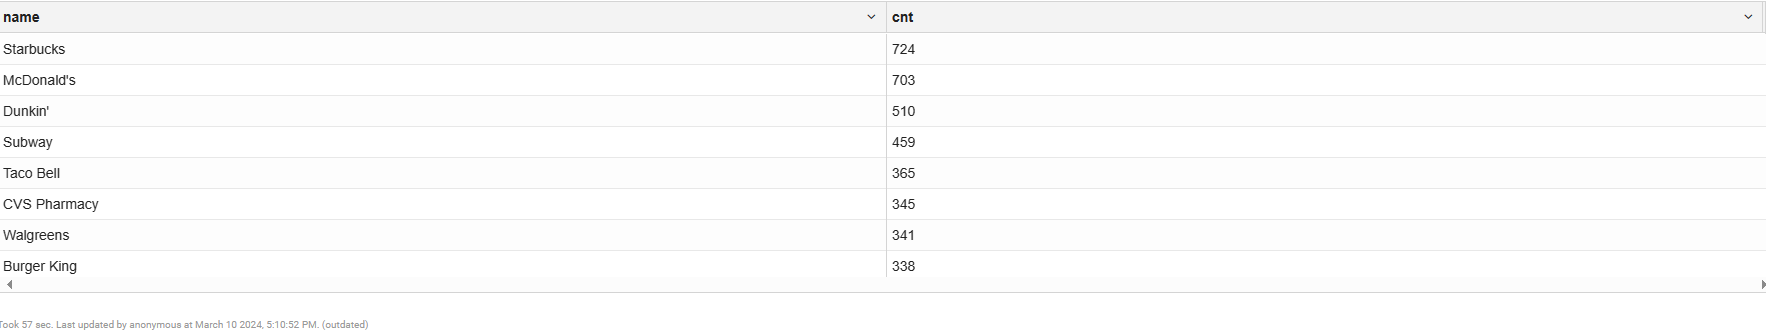 name cnt
Starbucks 724
McDonald's 703
Dunkin' 510
Subway 459
Taco Bell 365
CVS Pharmacy 345
Walgreens 341
Burger King 338
Took 57 sec. Last updated by anonymous at March 10 2024, 5:10:52 PM. (outdated)